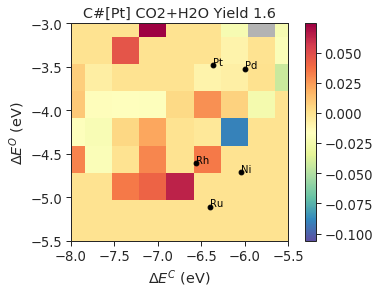 C#[Pt] CO2+H2O Yield 1.6
−3.0
−3.5
−4.0
−4.5
−5.0
−5.5
ΔE^O (eV)
Pt
Pd
Rh
Ni
Ru
−8.0 −7.5 −7.0 −6.5 −6.0 −5.5
ΔE^C (eV)
0.050
0.025
0.000
−0.025
−0.050
−0.075
−0.100